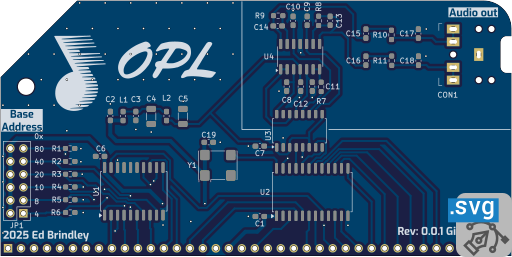 Audio out
R9
C14
C10
C9
R8
C13
C15
R10
C17
C16
R11
C18
CON1
OPL
U4
C8
C12
R7
C11
C2
L1
C3
C4
L2
C5
Base
Address
0x
80
40
20
10
08
4
R1
R2
R3
R4
R5
R6
JP1
C6
U1
C19
Y1
C7
U3
U2
C1
2025 Ed Brindley
Rev: 0.0.1 Gi
.svg